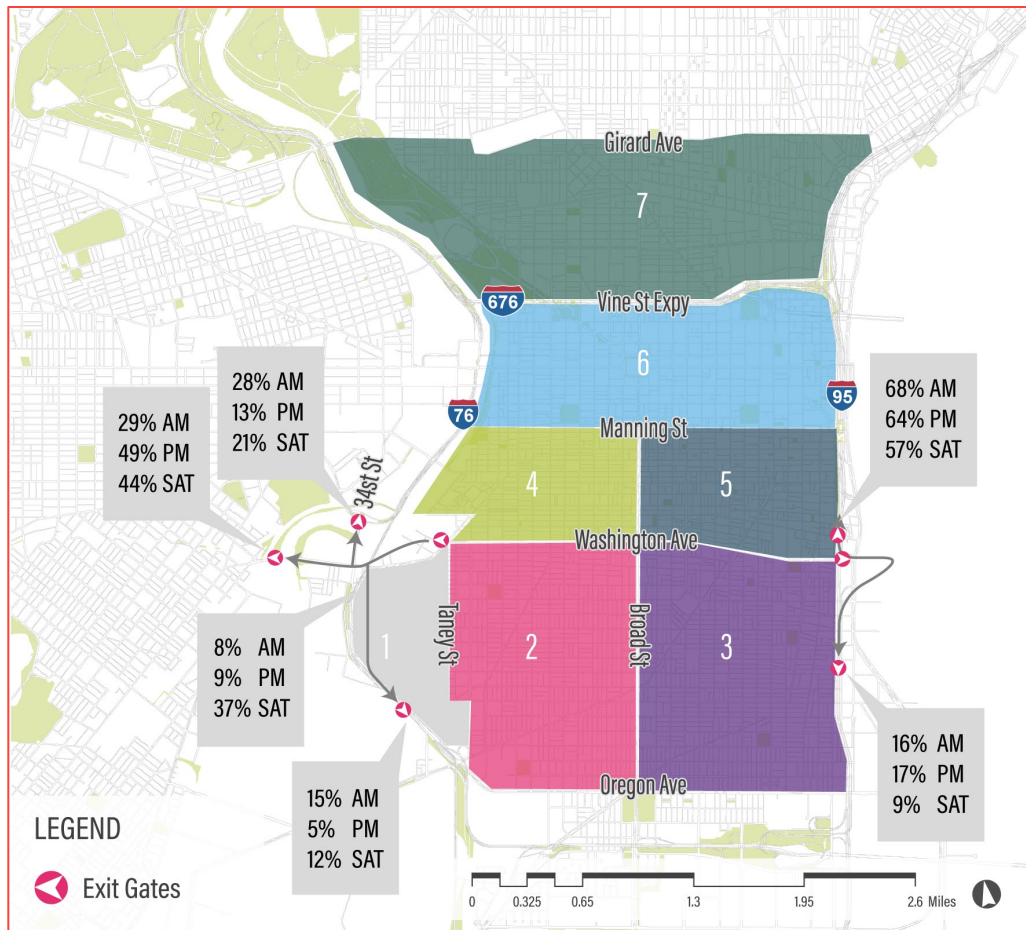 Girard Ave
7
676
Vine St Expy
6
76
95
Manning St
28% AM
13% PM
21% SAT
29% AM
49% PM
44% SAT
34st St
68% AM
64% PM
57% SAT
4
5
Washington Ave
8% AM
9% PM
37% SAT
1
Taney St
2
Broad St
3
15% AM
5% PM
12% SAT
16% AM
17% PM
9% SAT
Oregon Ave
LEGEND
Exit Gates
0 0.325 0.65 1.3 1.95 2.6 Miles